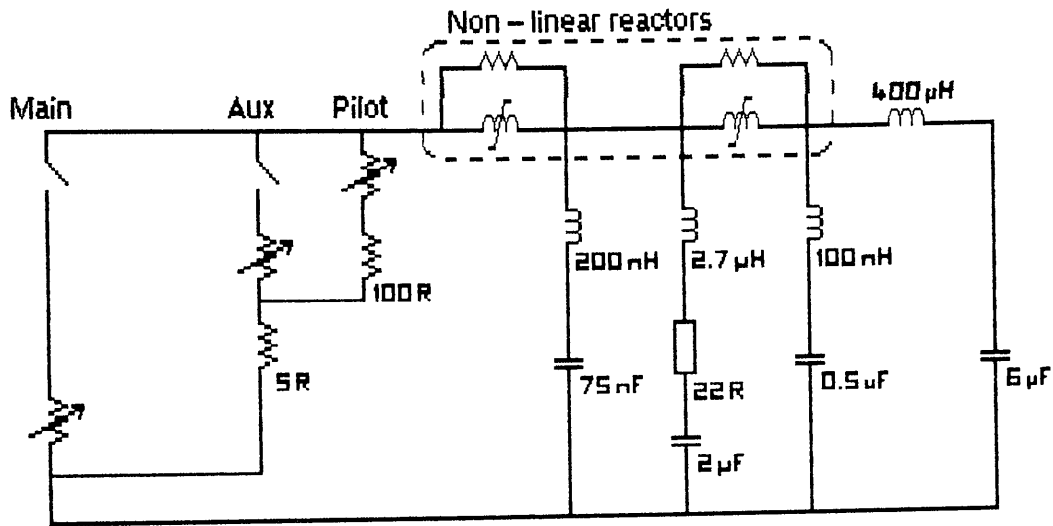 Non – linear reactors
Main
Aux
Pilot
400 µH
200 nH
2.7 µH
100 nH
100 R
5 R
75 nF
22 R
0.5 uF
6 µF
2 µF